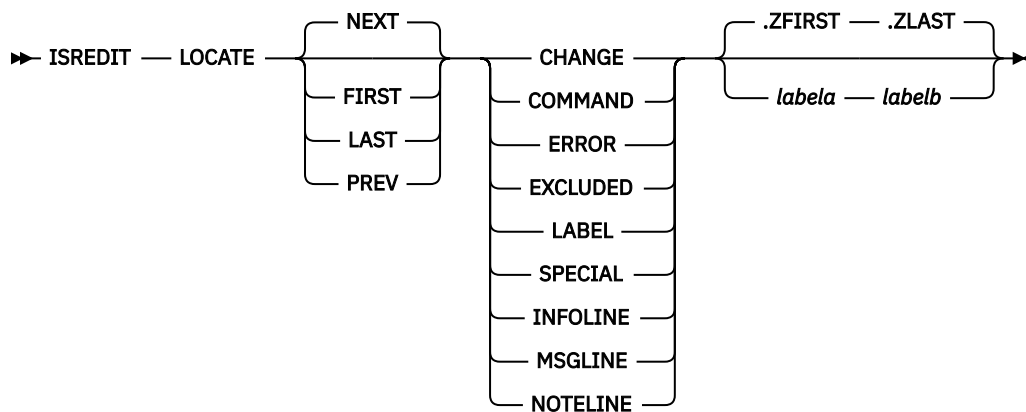 NEXT .ZFIRST .ZLAST
ISREDIT LOCATE CHANGE
FIRST COMMAND labela labelb
LAST ERROR
PREV EXCLUDED
LABEL
SPECIAL
INFOLINE
MSGLINE
NOTELINE